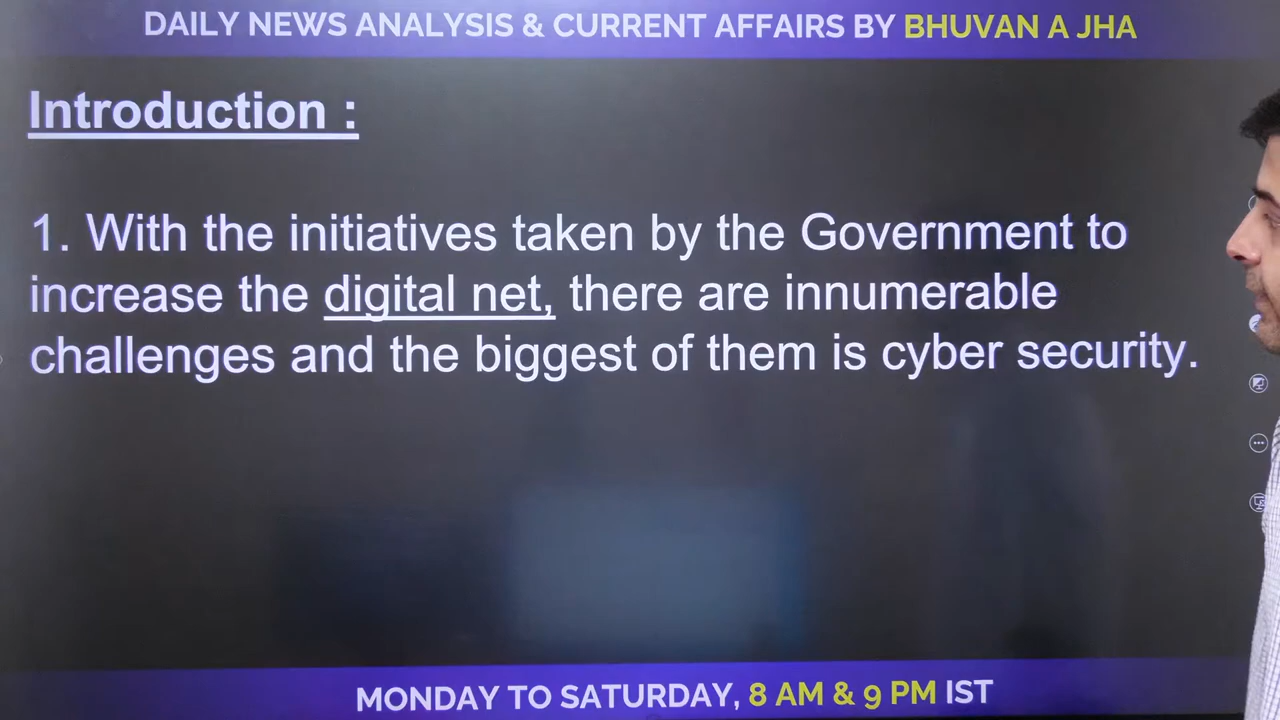 DAILY NEWS ANALYSIS & CURRENT AFFAIRS BY BHUVAN A JHA
Introduction :
1. With the initiatives taken by the Government to
increase the digital net, there are innumerable
challenges and the biggest of them is cyber security.
MONDAY TO SATURDAY, 8 AM & 9 PM IST